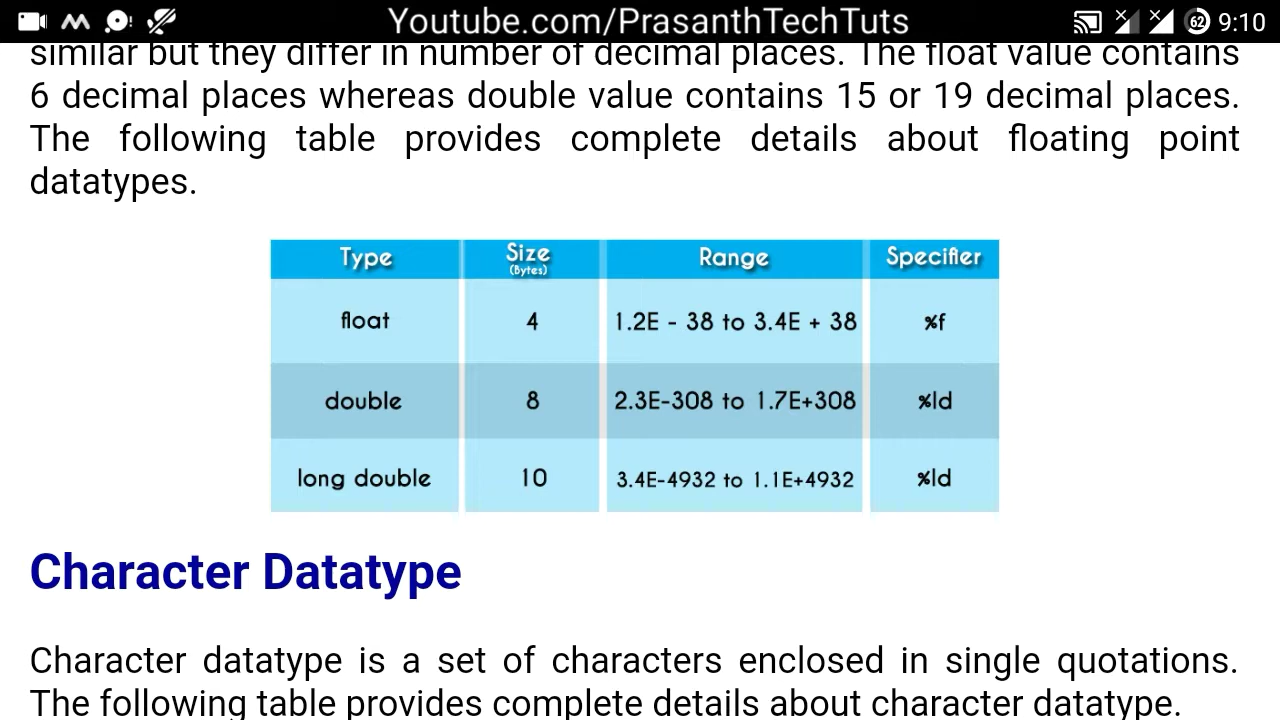 Youtube.com/PrasanthTechTuts
62 9:10
similar but they differ in number of decimal places. The float value contains
6 decimal places whereas double value contains 15 or 19 decimal places.
The following table provides complete details about floating point
datatypes.
Type Size (Bytes) Range Specifier
float 4 1.2E - 38 to 3.4E + 38 %f
double 8 2.3E-308 to 1.7E+308 %ld
long double 10 3.4E-4932 to 1.1E+4932 %ld
Character Datatype
Character datatype is a set of characters enclosed in single quotations.
The following table provides complete details about character datatype.